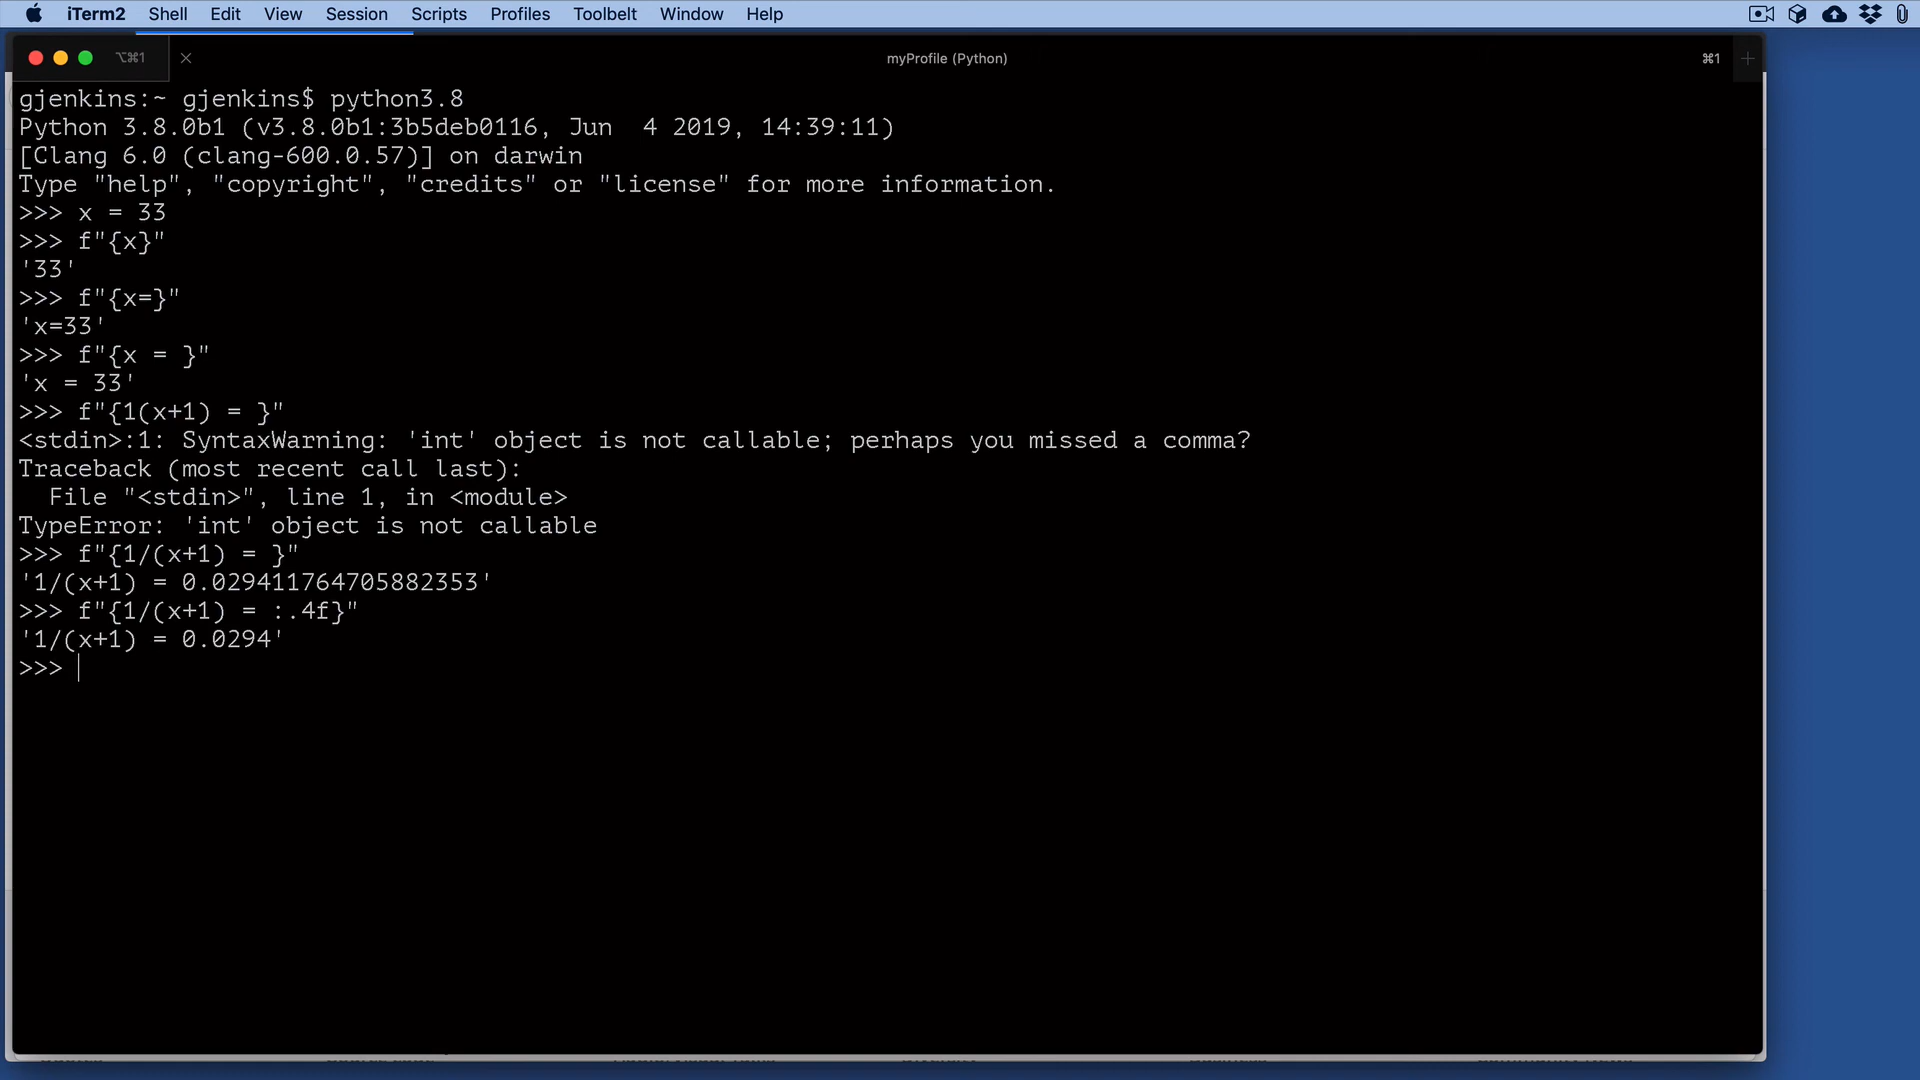 iTerm2 Shell Edit View Session Scripts Profiles Toolbelt Window Help
⌥⌘1 myProfile (Python) ⌘1
gjenkins:~ gjenkins$ python3.8
Python 3.8.0b1 (v3.8.0b1:3b5deb0116, Jun  4 2019, 14:39:11)
[Clang 6.0 (clang-600.0.57)] on darwin
Type "help", "copyright", "credits" or "license" for more information.
>>> x = 33
>>> f"{x}"
'33'
>>> f"{x=}"
'x=33'
>>> f"{x = }"
'x = 33'
>>> f"{1(x+1) = }"
<stdin>:1: SyntaxWarning: 'int' object is not callable; perhaps you missed a comma?
Traceback (most recent call last):
  File "<stdin>", line 1, in <module>
TypeError: 'int' object is not callable
>>> f"{1/(x+1) = }"
'1/(x+1) = 0.029411764705882353'
>>> f"{1/(x+1) = :.4f}"
'1/(x+1) = 0.0294'
>>>